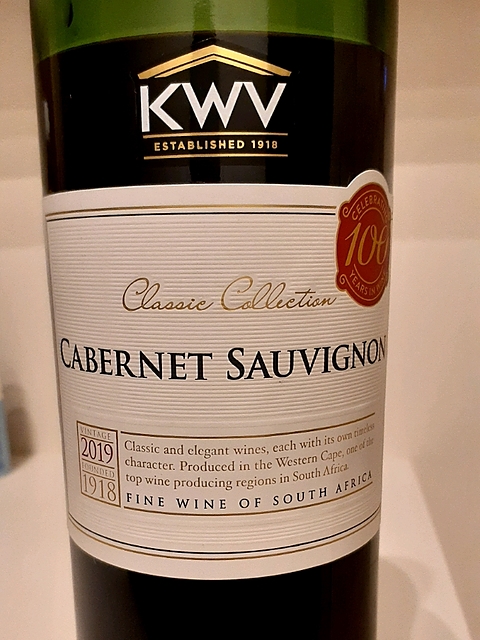 KWV
ESTABLISHED 1918
100
YEARS IN
Classic Collection
CABERNET SAUVIGNON
VINTAGE
2019
FOUNDED
1918
Classic and elegant wines, each with its own timeless
character. Produced in the Western Cape, one of the
top wine producing regions in South Africa.
FINE WINE OF SOUTH AFRICA